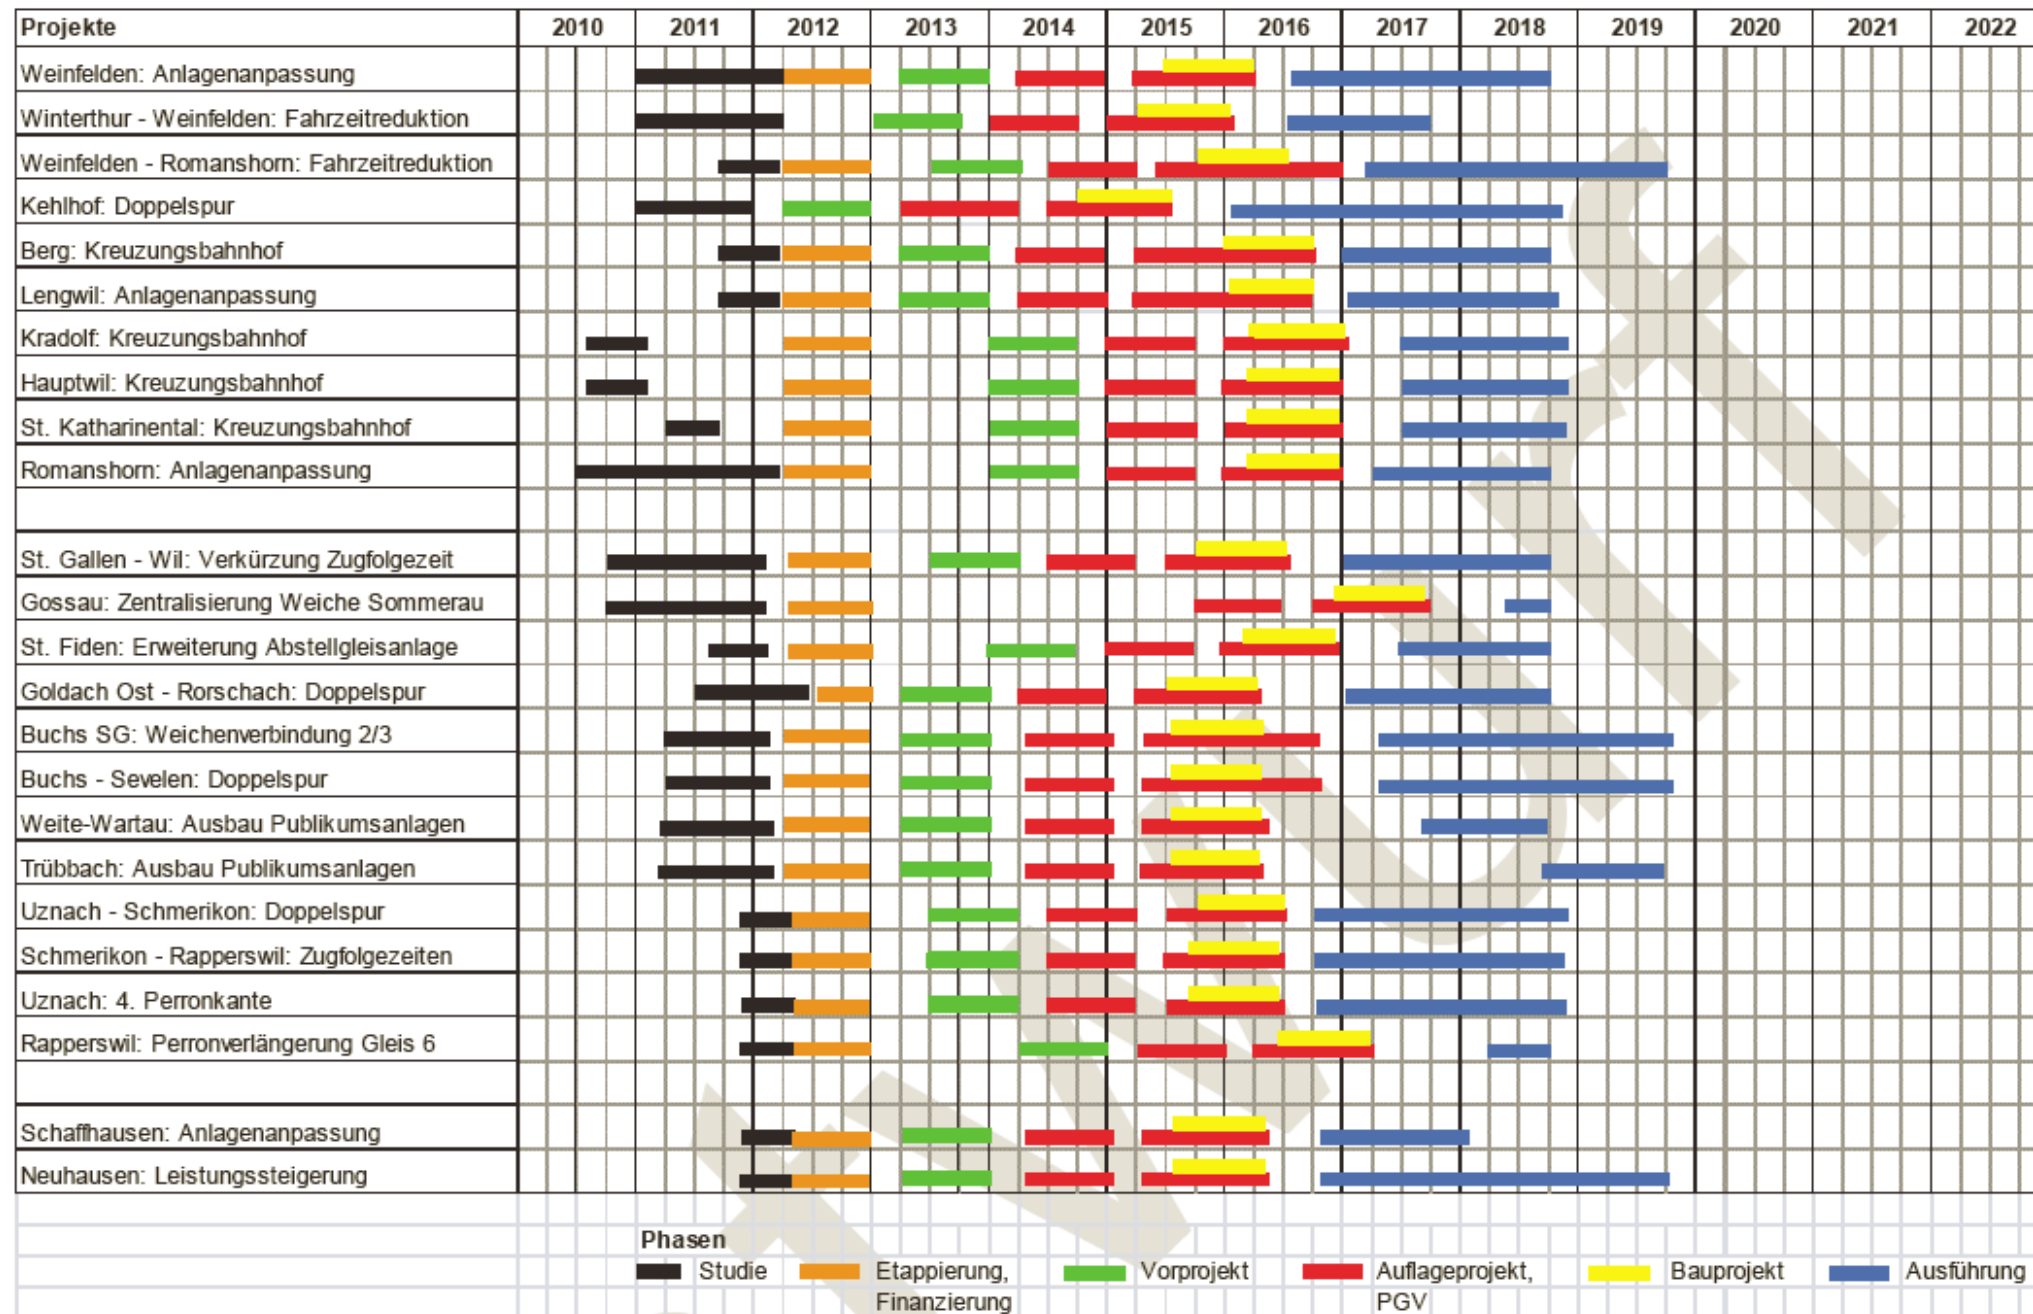 Projekte 2010 2011 2012 2013 2014 2015 2016 2017 2018 2019 2020 2021 2022
Weinfelden: Anlagenanpassung
Winterthur - Weinfelden: Fahrzeitreduktion
Weinfelden - Romanshorn: Fahrzeitreduktion
Kehlhof: Doppelspur
Berg: Kreuzungsbahnhof
Lengwil: Anlagenanpassung
Kradolf: Kreuzungsbahnhof
Hauptwil: Kreuzungsbahnhof
St. Katharinental: Kreuzungsbahnhof
Romanshorn: Anlagenanpassung
St. Gallen - Wil: Verkürzung Zugfolgezeit
Gossau: Zentralisierung Weiche Sommerau
St. Fiden: Erweiterung Abstellgleisanlage
Goldach Ost - Rorschach: Doppelspur
Buchs SG: Weichenverbindung 2/3
Buchs - Sevelen: Doppelspur
Weite-Wartau: Ausbau Publikumsanlagen
Trübbach: Ausbau Publikumsanlagen
Uznach - Schmerikon: Doppelspur
Schmerikon - Rapperswil: Zugfolgezeiten
Uznach: 4. Perronkante
Rapperswil: Perronverlängerung Gleis 6
Schaffhausen: Anlagenanpassung
Neuhausen: Leistungssteigerung
Phasen
Studie Etappierung, Vorprojekt Auflageprojekt, Bauprojekt Ausführung
Finanzierung PGV